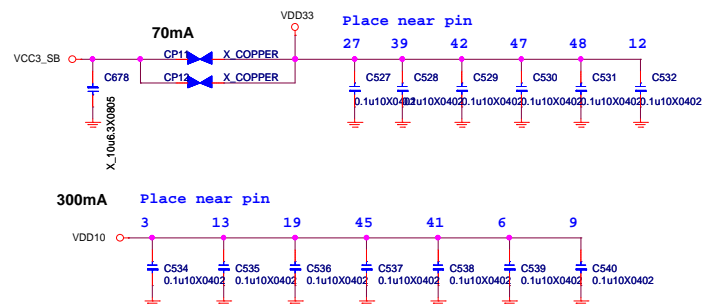 70mA
VDD33
Place near pin
27 39 42 47 48 12
VCC3_SB
CP11 X_COPPER
CP12 X_COPPER
C678
X_10u6.3X0805
C527 C528 C529 C530 C531 C532
0.1u10X0402 0.1u10X0402 0.1u10X0402 0.1u10X0402 0.1u10X0402 0.1u10X0402
300mA
Place near pin
3 13 19 45 41 6 9
VDD10
C534 C535 C536 C537 C538 C539 C540
0.1u10X0402 0.1u10X0402 0.1u10X0402 0.1u10X0402 0.1u10X0402 0.1u10X0402 0.1u10X0402